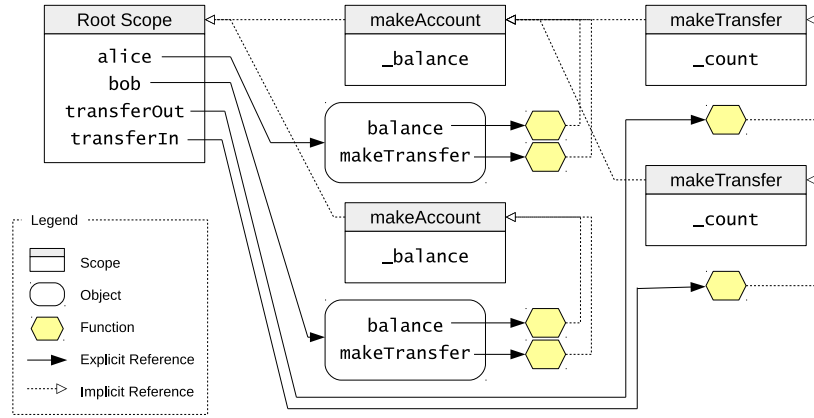 Root Scope
alice
bob
transferOut
transferIn
makeAccount
_balance
balance
makeTransfer
makeTransfer
_count
makeTransfer
_count
makeAccount
_balance
balance
makeTransfer
Legend
Scope
Object
Function
Explicit Reference
Implicit Reference